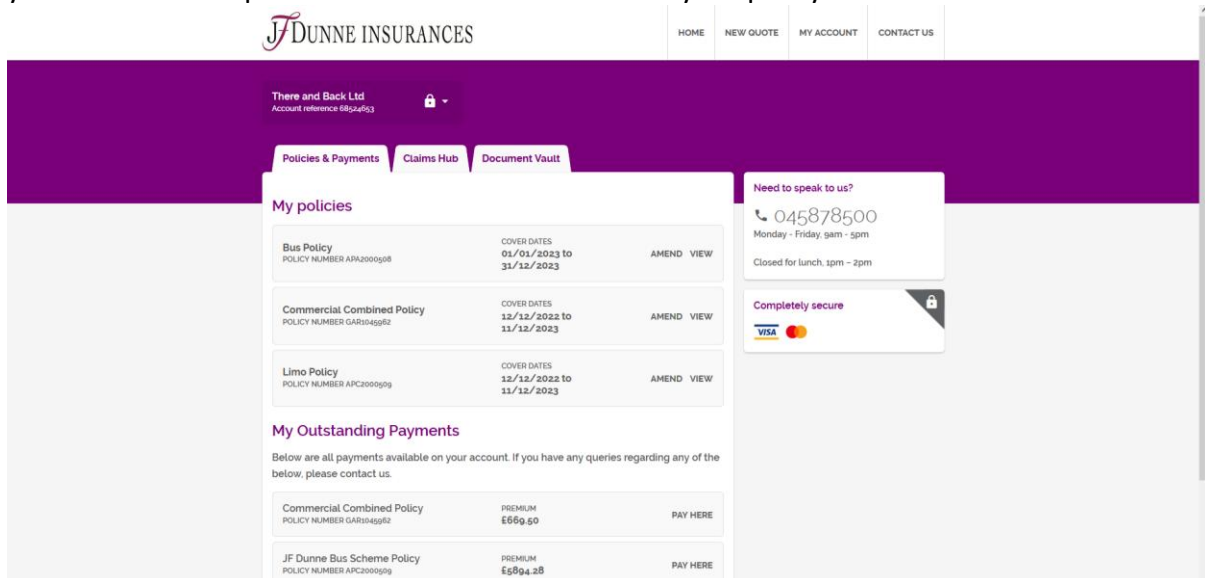 JF DUNNE INSURANCES
HOME
NEW QUOTE
MY ACCOUNT
CONTACT US
There and Back Ltd
Account reference 68524653
Policies & Payments
Claims Hub
Document Vault
My policies
Bus Policy
POLICY NUMBER APA2000508
COVER DATES
01/01/2023 to
31/12/2023
AMEND VIEW
Commercial Combined Policy
POLICY NUMBER GAR1045962
COVER DATES
12/12/2022 to
11/12/2023
AMEND VIEW
Limo Policy
POLICY NUMBER APC2000509
COVER DATES
12/12/2022 to
11/12/2023
AMEND VIEW
My Outstanding Payments
Below are all payments available on your account. If you have any queries regarding any of the
below, please contact us.
Commercial Combined Policy
POLICY NUMBER GAR1045962
PREMIUM
£669.50
PAY HERE
JF Dunne Bus Scheme Policy
POLICY NUMBER APC2000509
PREMIUM
£5894.28
PAY HERE
Need to speak to us?
045878500
Monday - Friday, 9am - 5pm
Closed for lunch, 1pm - 2pm
Completely secure
VISA